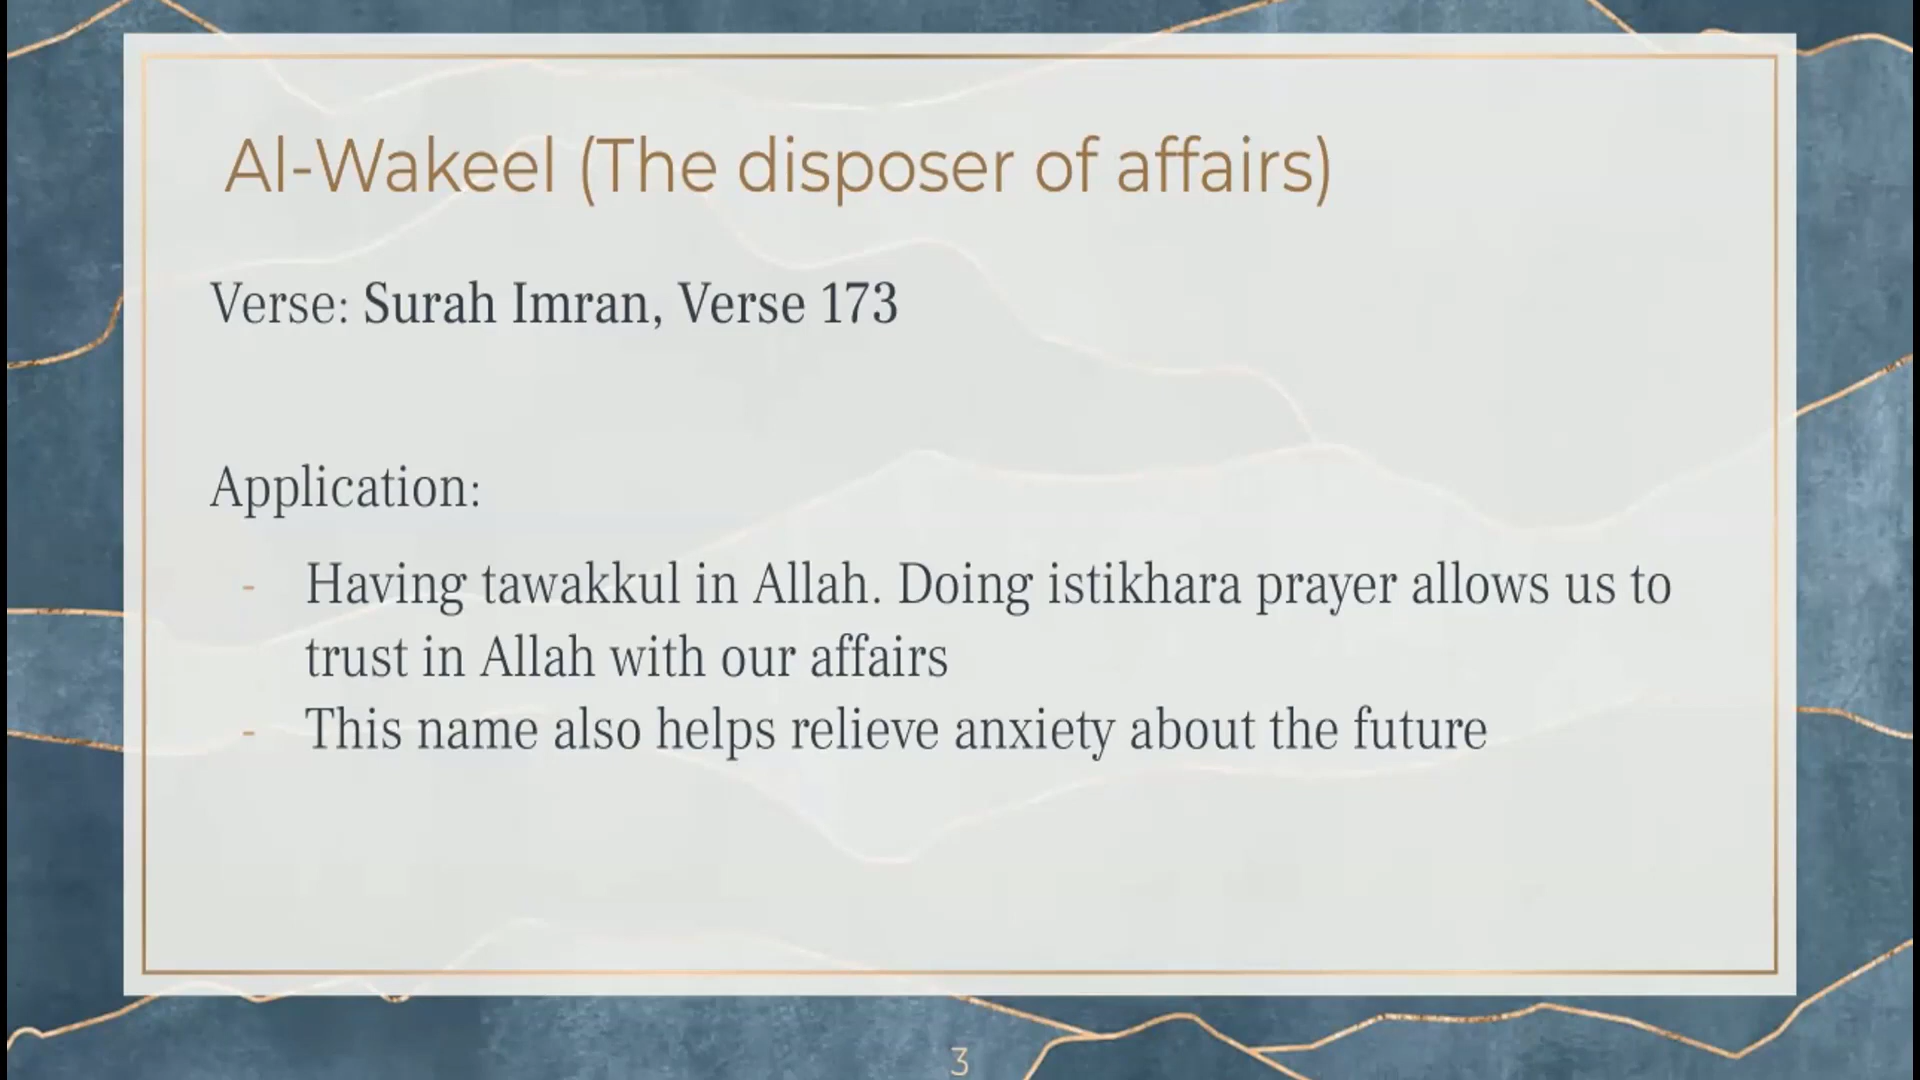 Al-Wakeel (The disposer of affairs)
Verse: Surah Imran, Verse 173
Application:
- Having tawakkul in Allah. Doing istikhara prayer allows us to
trust in Allah with our affairs
- This name also helps relieve anxiety about the future
3